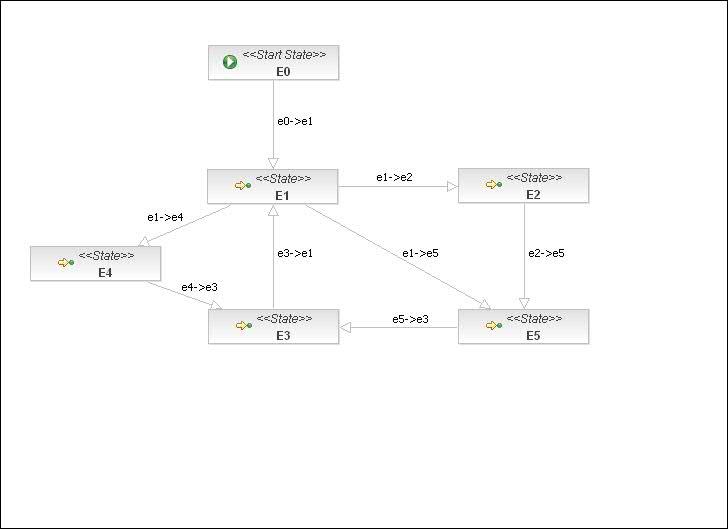 <<Start State>>
E0
e0->e1
<<State>>
E1
e1->e2
<<State>>
E2
e1->e4
e3->e1
e1->e5
e2->e5
<<State>>
E4
e4->e3
<<State>>
E3
e5->e3
<<State>>
E5